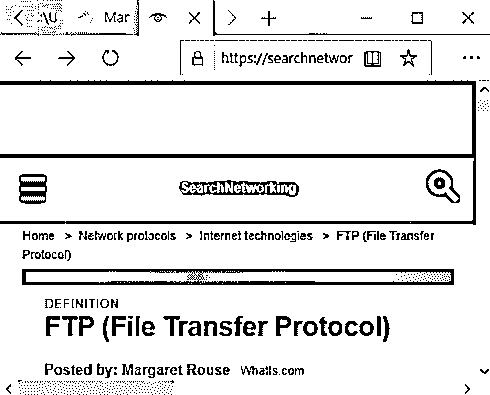 Mar
https://searchnetwor
SearchNetworking
Home > Network protocols > Internet technologies > FTP (File Transfer
Protocol)
DEFINITION
FTP (File Transfer Protocol)
Posted by: Margaret Rouse WhatIs.com